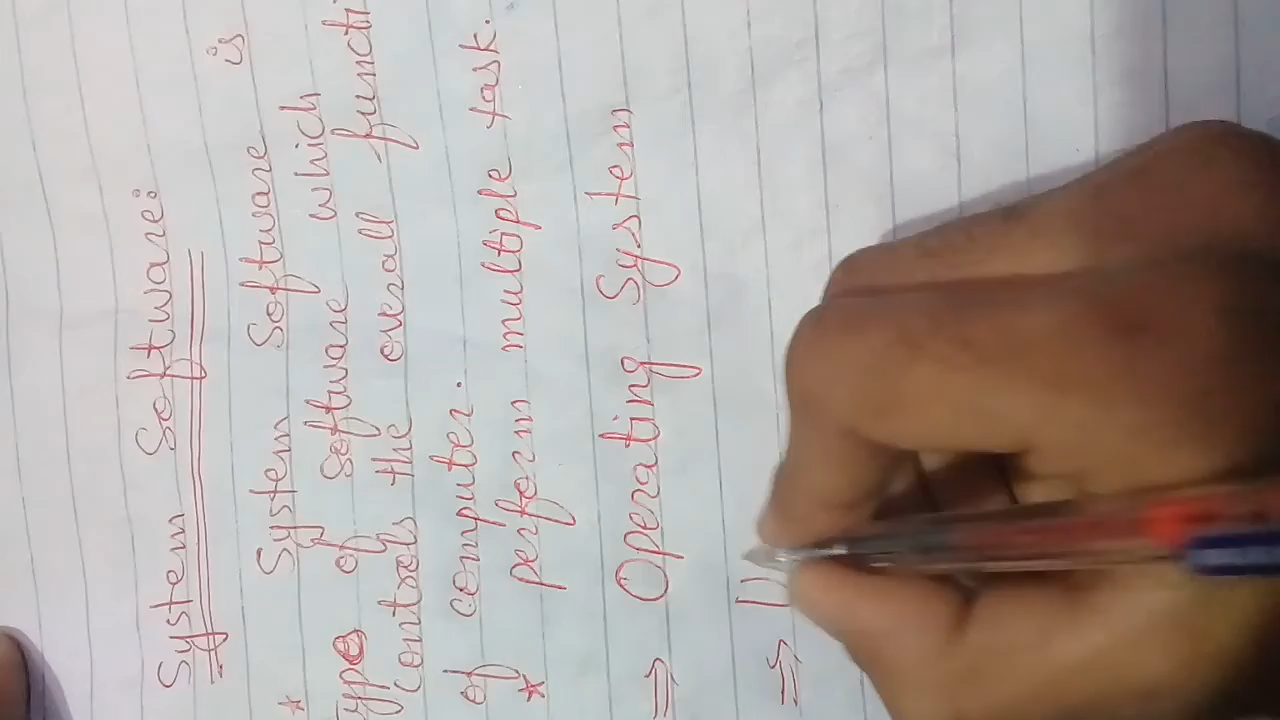 System Software:
* System Software is
Type of Software which
Controls the overall functi
of computer.
* perform multiple task.
⇒ Operating System
⇒